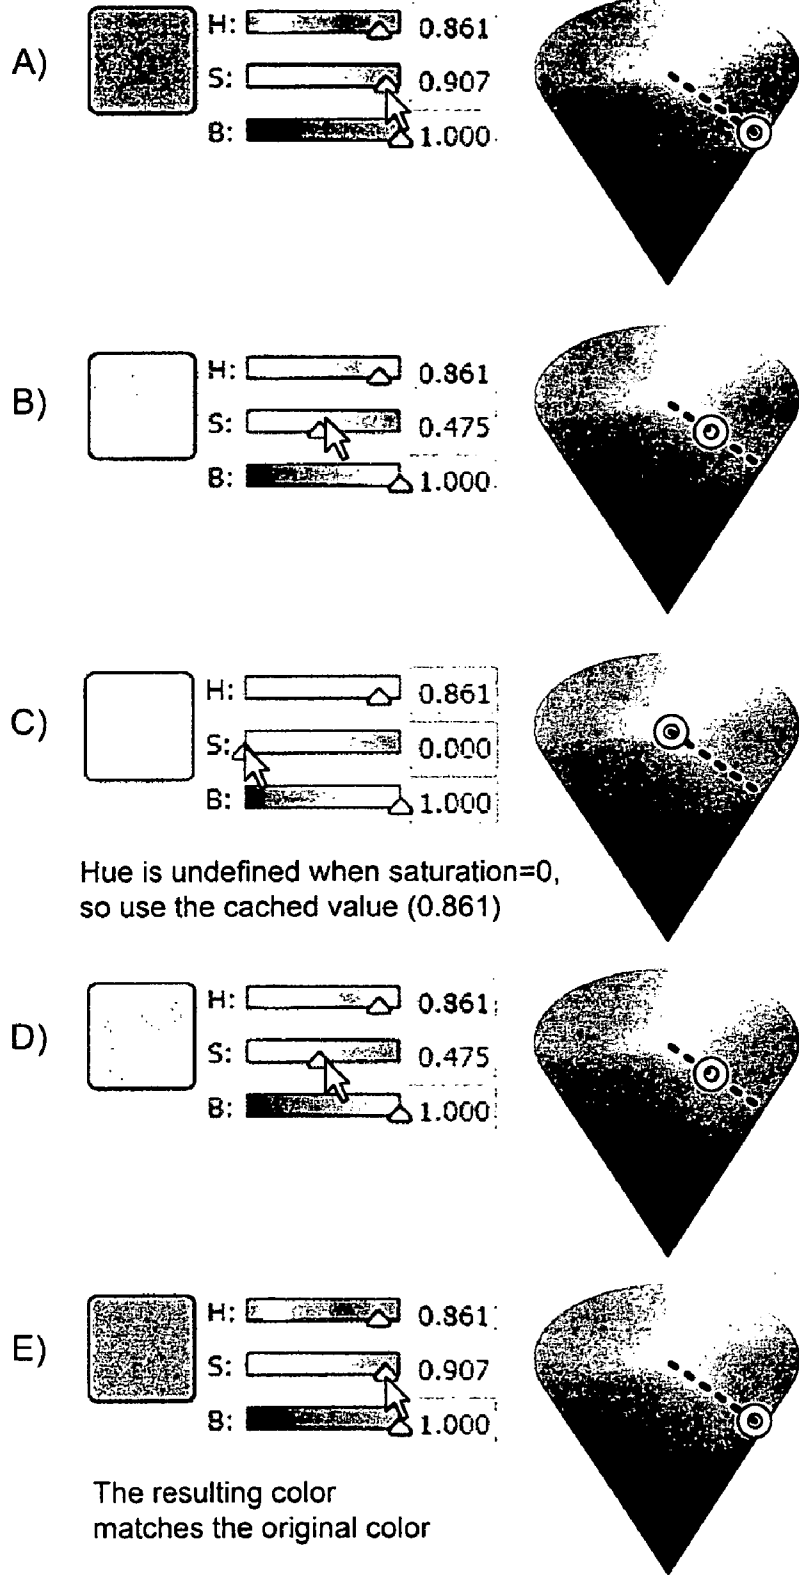 A)
H: 0.861
S: 0.907
B: 1.000
B)
H: 0.861
S: 0.475
B: 1.000
C)
H: 0.861
S: 0.000
B: 1.000
Hue is undefined when saturation=0,
so use the cached value (0.861)
D)
H: 0.861
S: 0.475
B: 1.000
E)
H: 0.861
S: 0.907
B: 1.000
The resulting color
matches the original color